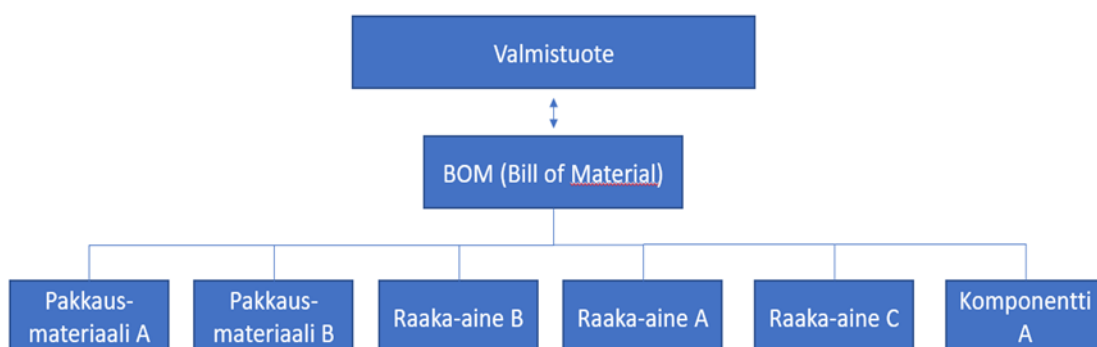 Valmistuote
BOM (Bill of Material)
Pakkaus-
materiaali A
Pakkaus-
materiaali B
Raaka-aine B
Raaka-aine A
Raaka-aine C
Komponentti
A